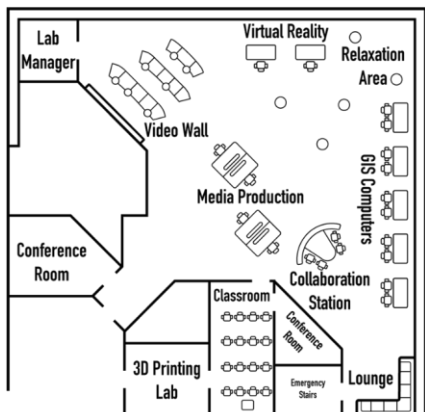 Lab
Manager
Virtual Reality
Relaxation
Area
Video Wall
GIS Computers
Media Production
Conference
Room
Collaboration
Station
Classroom
Conference
Room
3D Printing
Lab
Emergency
Stairs
Lounge